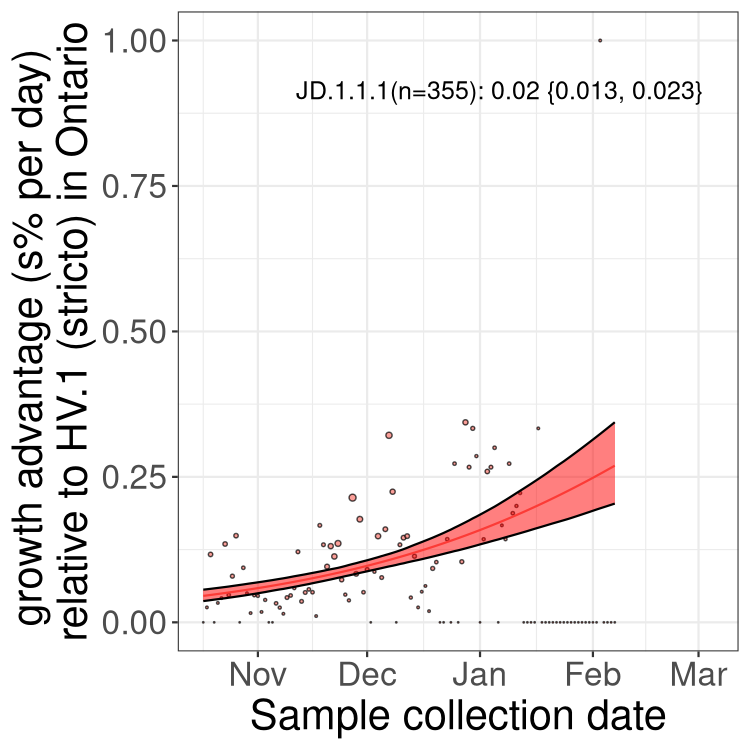 growth advantage (s% per day)
relative to HV.1 (stricto) in Ontario
1.00
JD.1.1.1(n=355): 0.02 {0.013, 0.023}
0.75
0.50
0.25
0.00
Nov Dec Jan Feb Mar
Sample collection date